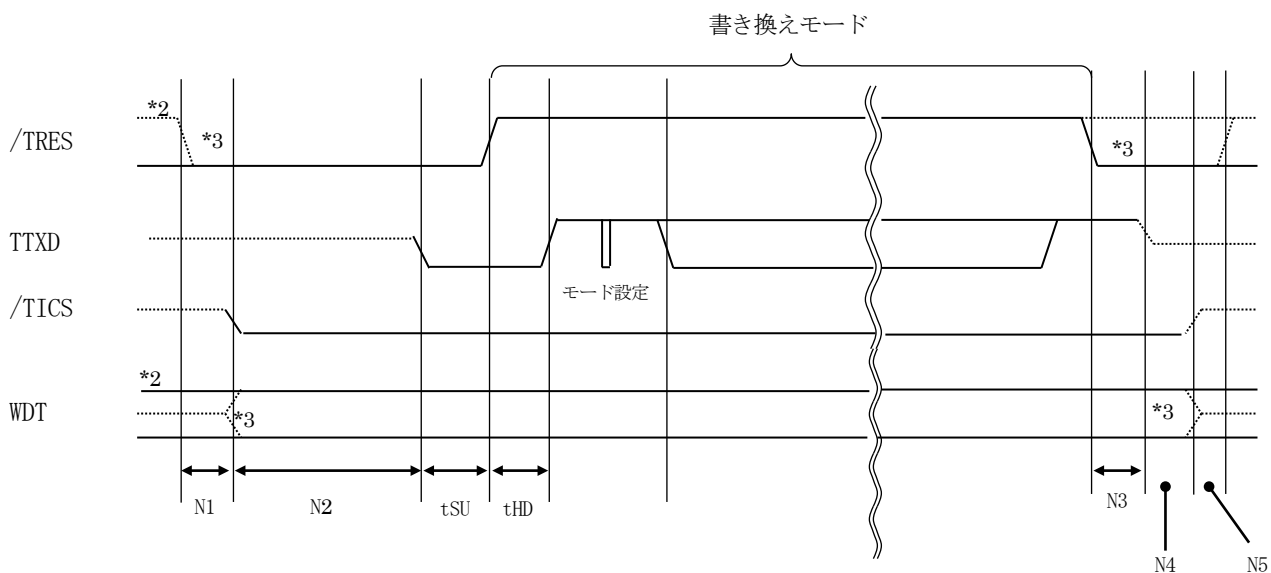 書き換えモード
*2
/TRES
*3
*3
TTXD
モード設定
/TICS
*2
WDT
*3
*3
N1
N2
tSU
tHD
N3
N4
N5